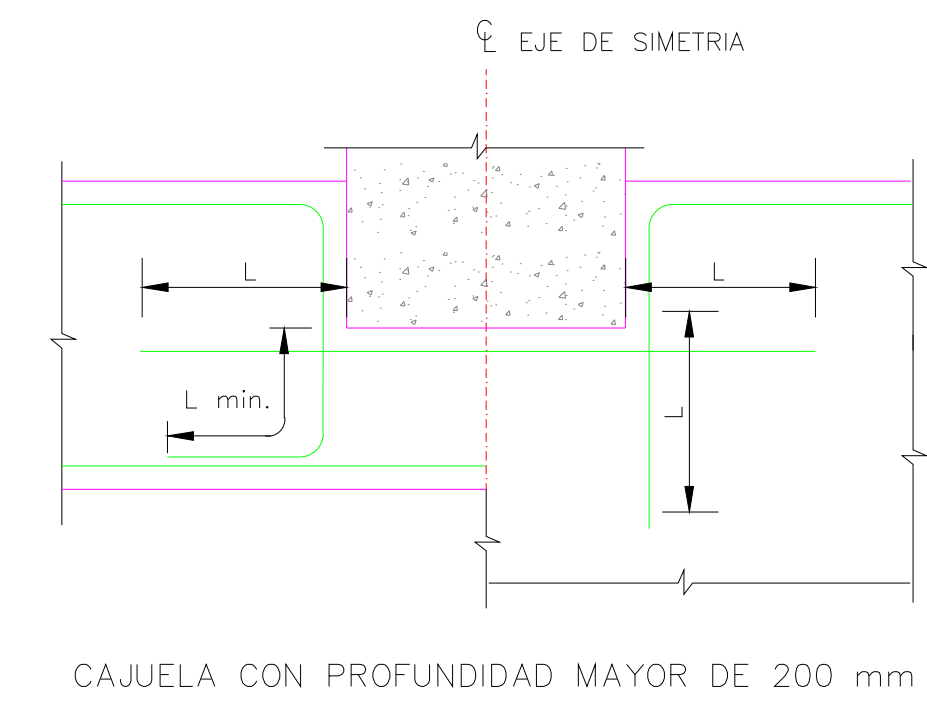 ℄ EJE DE SIMETRIA
L
L
L min.
L
CAJUELA CON PROFUNDIDAD MAYOR DE 200 mm